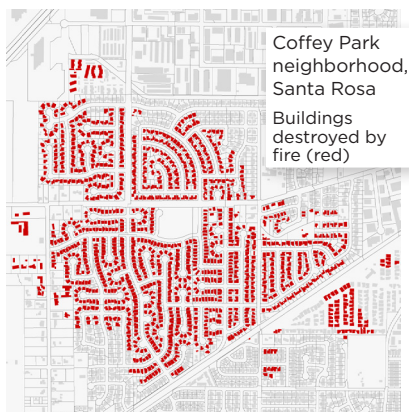 Coffey Park
neighborhood,
Santa Rosa
Buildings
destroyed by
fire (red)